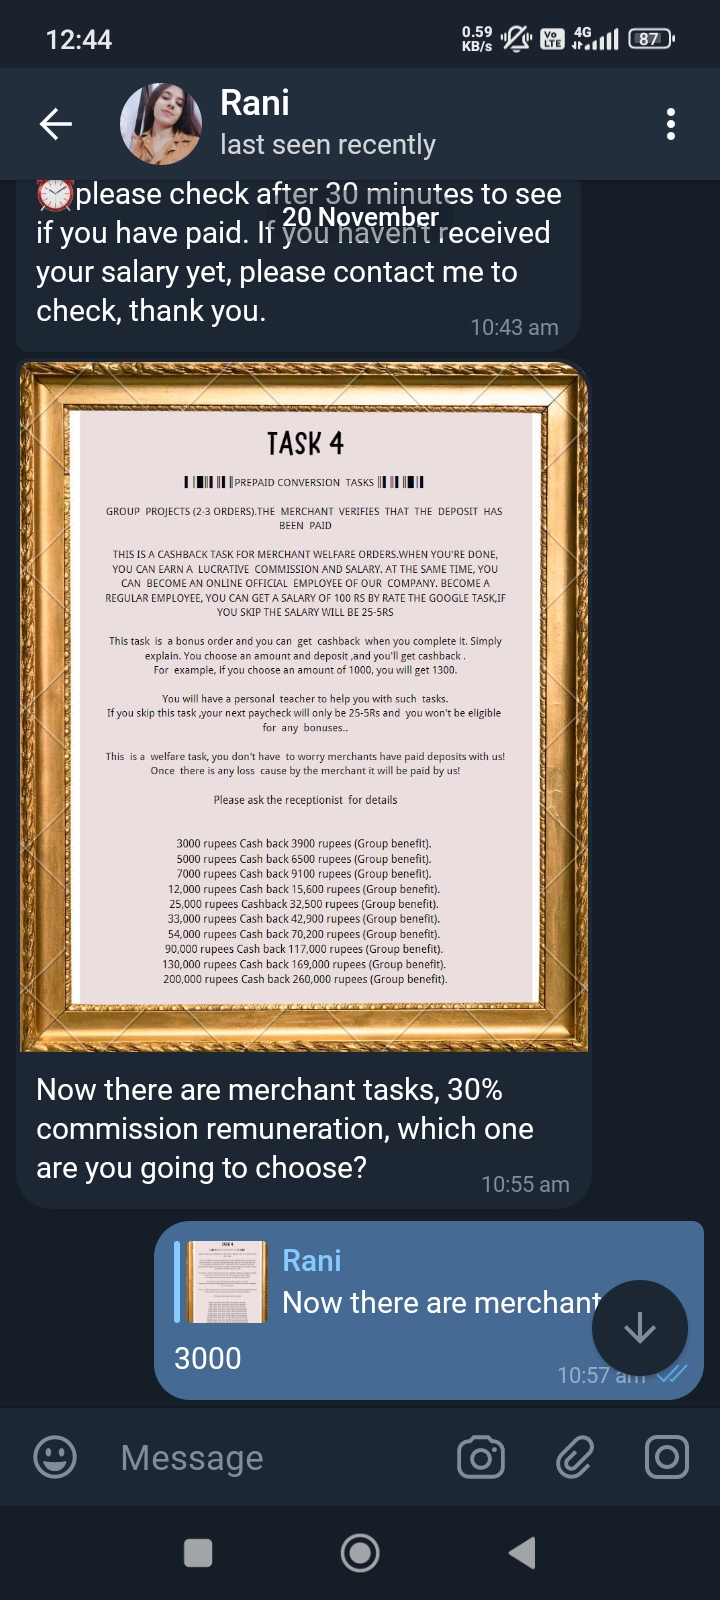 12:44
0.59 KB/s
Vo LTE
4G
87
Rani
last seen recently
⏰please check after 30 minutes to see
20 November
if you have paid. If you haven't received
your salary yet, please contact me to
check, thank you.
10:43 am
TASK 4
PREPAID CONVERSION TASKS
GROUP PROJECTS (2-3 ORDERS).THE MERCHANT VERIFIES THAT THE DEPOSIT HAS
BEEN PAID
THIS IS A CASHBACK TASK FOR MERCHANT WELFARE ORDERS.WHEN YOU'RE DONE,
YOU CAN EARN A LUCRATIVE COMMISSION AND SALARY. AT THE SAME TIME, YOU
CAN BECOME AN ONLINE OFFICIAL EMPLOYEE OF OUR COMPANY. BECOME A
REGULAR EMPLOYEE, YOU CAN GET A SALARY OF 100 RS BY RATE THE GOOGLE TASK,IF
YOU SKIP THE SALARY WILL BE 25-5RS
This task is a bonus order and you can get cashback when you complete it. Simply
explain. You choose an amount and deposit ,and you'll get cashback .
For example, if you choose an amount of 1000, you will get 1300.
You will have a personal teacher to help you with such tasks.
If you skip this task ,your next paycheck will only be 25-5Rs and you won't be eligible
for any bonuses..
This is a welfare task, you don't have to worry merchants have paid deposits with us!
Once there is any loss cause by the merchant it will be paid by us!
Please ask the receptionist for details
3000 rupees Cash back 3900 rupees (Group benefit).
5000 rupees Cash back 6500 rupees (Group benefit).
7000 rupees Cash back 9100 rupees (Group benefit).
12,000 rupees Cash back 15,600 rupees (Group benefit).
25,000 rupees Cashback 32,500 rupees (Group benefit).
33,000 rupees Cash back 42,900 rupees (Group benefit).
54,000 rupees Cash back 70,200 rupees (Group benefit).
90,000 rupees Cash back 117,000 rupees (Group benefit).
130,000 rupees Cash back 169,000 rupees (Group benefit).
200,000 rupees Cash back 260,000 rupees (Group benefit).
Now there are merchant tasks, 30%
commission remuneration, which one
are you going to choose?
10:55 am
TASK 4
Rani
Now there are merchant
3000
10:57 am
Message